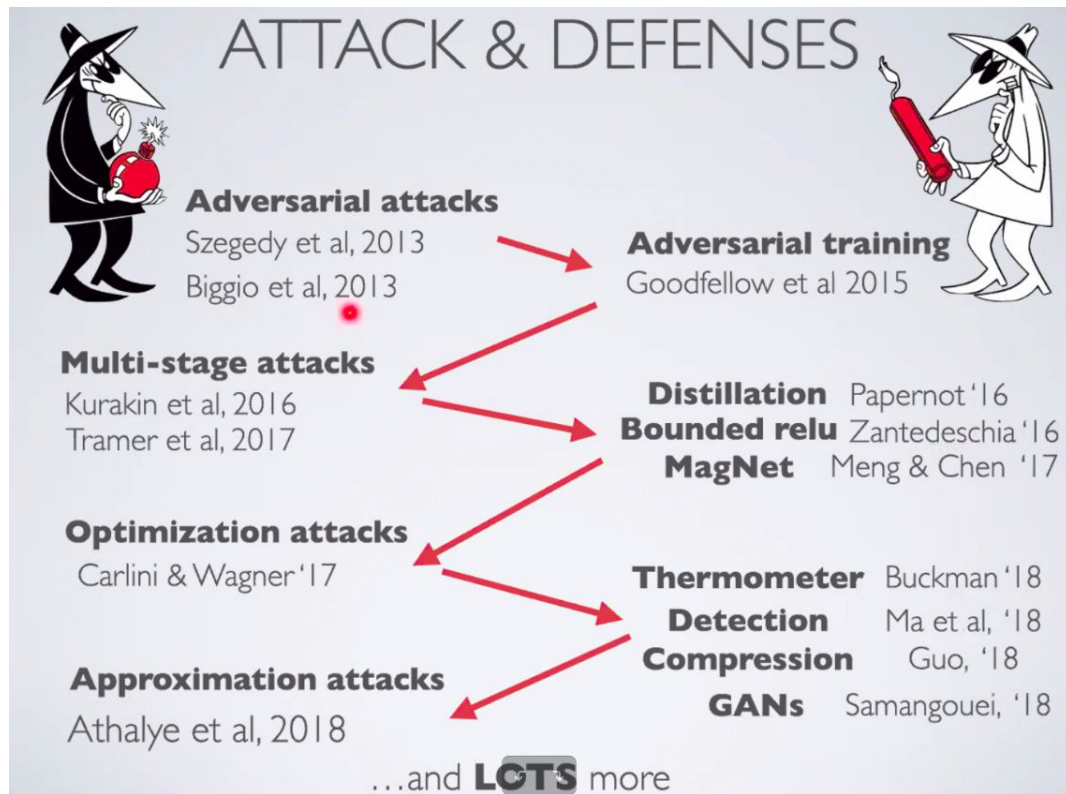 ATTACK & DEFENSES
Adversarial attacks
Szegedy et al, 2013
Biggio et al, 2013
Adversarial training
Goodfellow et al 2015
Multi-stage attacks
Kurakin et al, 2016
Tramer et al, 2017
Distillation Papernot '16
Bounded relu Zantedeschia '16
MagNet Meng & Chen '17
Optimization attacks
Carlini & Wagner '17
Thermometer Buckman '18
Detection Ma et al, '18
Compression Guo, '18
GANs Samangouei, '18
Approximation attacks
Athalye et al, 2018
...and LOTS more